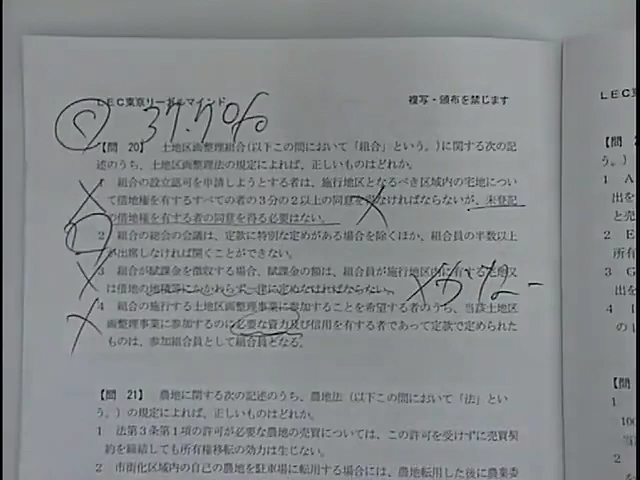 LEC東京リーガルマインド 複写・頒布を禁じます
37.7%
【問 20】 土地区画整理組合(以下この問において「組合」という。)に関する次の記
述のうち、土地区画整理法の規定によれば、正しいものはどれか。
1 組合の設立認可を申請しようとする者は、施行地区となるべき区域内の宅地につい
て借地権を有するすべての者の3分の2以上の同意を得なければならないが、未登記
の借地権を有する者の同意を得る必要はない。
2 組合の総会の会議は、定款に特別な定めがある場合を除くほか、組合員の半数以上
が出席しなければ開くことができない。
3 組合が賦課金を徴収する場合、賦課金の額は、組合員が施行地区内に有する宅地又
は借地の地積等にかかわらず一律に定めなければならない。
4 組合の施行する土地区画整理事業に参加することを希望する者のうち、当該土地区
画整理事業に参加するのに必要な資力及び信用を有する者であって定款で定められた
ものは、参加組合員として組合員となる。
【問 21】 農地に関する次の記述のうち、農地法(以下この問において「法」とい
う。)の規定によれば、正しいものはどれか。
1 法第3条第1項の許可が必要な農地の売買については、この許可を受けずに売買契
約を締結しても所有権移転の効力は生じない。
2 市街化区域内の自己の農地を駐車場に転用する場合には、農地転用した後に農業委
LEC